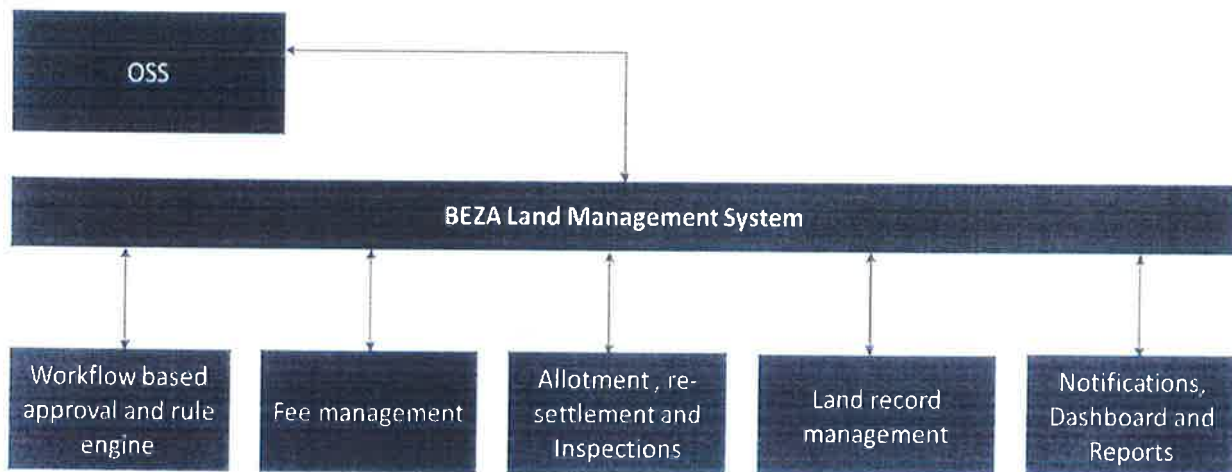 OSS
BEZA Land Management System
Workflow based
approval and rule
engine
Fee management
Allotment , re-
settlement and
Inspections
Land record
management
Notifications,
Dashboard and
Reports